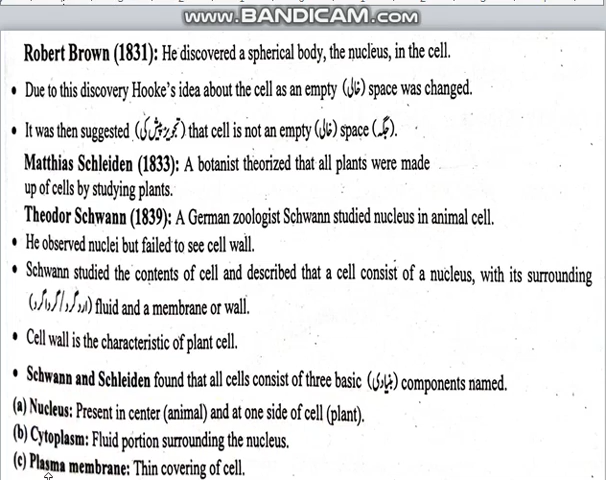 WWW.BANDICAM.COM
Robert Brown (1831): He discovered a spherical body, the nucleus, in the cell.
• Due to this discovery Hooke's idea about the cell as an empty (خالی) space was changed.
• It was then suggested (تجویز پیش کی) that cell is not an empty (خالی) space (جگہ).
Matthias Schleiden (1833): A botanist theorized that all plants were made
up of cells by studying plants.
Theodor Schwann (1839): A German zoologist Schwann studied nucleus in animal cell.
• He observed nuclei but failed to see cell wall.
• Schwann studied the contents of cell and described that a cell consist of a nucleus, with its surrounding
(اردگرد/گردآگرد) fluid and a membrane or wall.
• Cell wall is the characteristic of plant cell.
• Schwann and Schleiden found that all cells consist of three basic (بنیادی) components named.
(a) Nucleus: Present in center (animal) and at one side of cell (plant).
(b) Cytoplasm: Fluid portion surrounding the nucleus.
(c) Plasma membrane: Thin covering of cell.